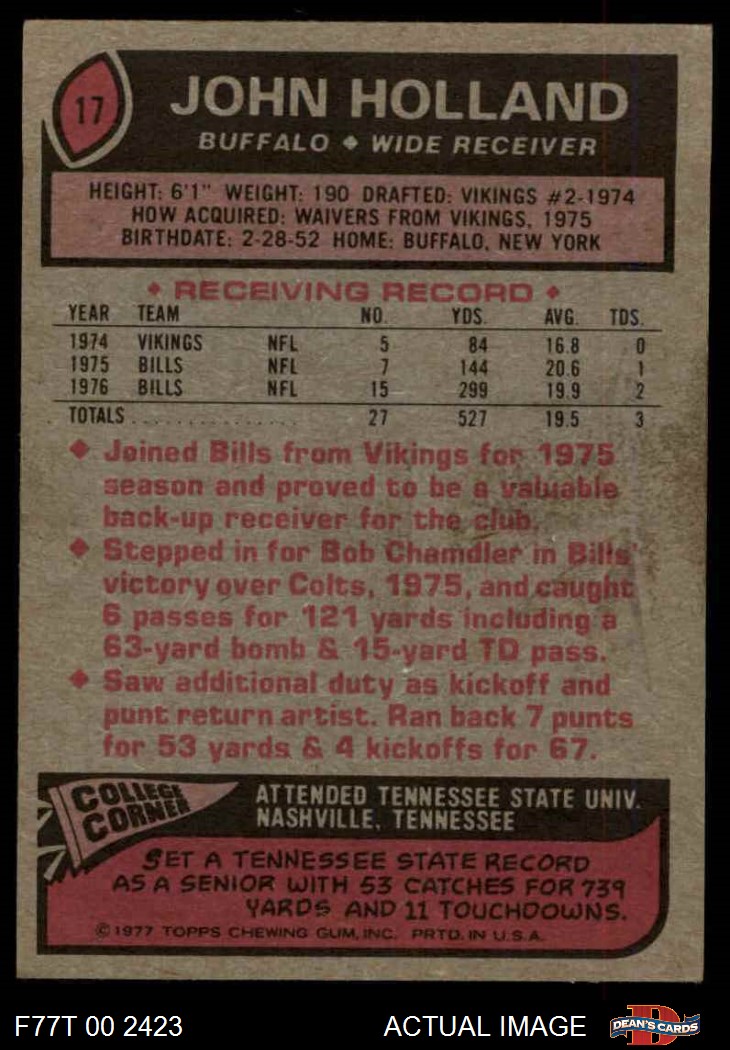 17
JOHN HOLLAND
BUFFALO ◆ WIDE RECEIVER
HEIGHT: 6'1" WEIGHT: 190 DRAFTED: VIKINGS #2-1974
HOW ACQUIRED: WAIVERS FROM VIKINGS, 1975
BIRTHDATE: 2-28-52 HOME: BUFFALO, NEW YORK
◆ RECEIVING RECORD ◆
YEAR TEAM NO. YDS. AVG. TDS.
1974 VIKINGS NFL 5 84 16.8 0
1975 BILLS NFL 7 144 20.6 1
1976 BILLS NFL 15 299 19.9 2
TOTALS . . . . . . . . . . . . . . . 27 527 19.5 3
◆ Joined Bills from Vikings for 1975
season and proved to be a valuable
back-up receiver for the club.
◆ Stepped in for Bob Chamdler in Bills'
victory over Colts, 1975, and caught
6 passes for 121 yards including a
63-yard bomb & 15-yard TD pass.
◆ Saw additional duty as kickoff and
punt return artist. Ran back 7 punts
for 53 yards & 4 kickoffs for 67.
COLLEGE
CORNER
ATTENDED TENNESSEE STATE UNIV.
NASHVILLE, TENNESSEE
SET A TENNESSEE STATE RECORD
AS A SENIOR WITH 53 CATCHES FOR 739
YARDS AND 11 TOUCHDOWNS.
© 1977 TOPPS CHEWING GUM, INC. PRTD. IN U.S.A.
F77T 00 2423
ACTUAL IMAGE
D
DEAN'S CARDS